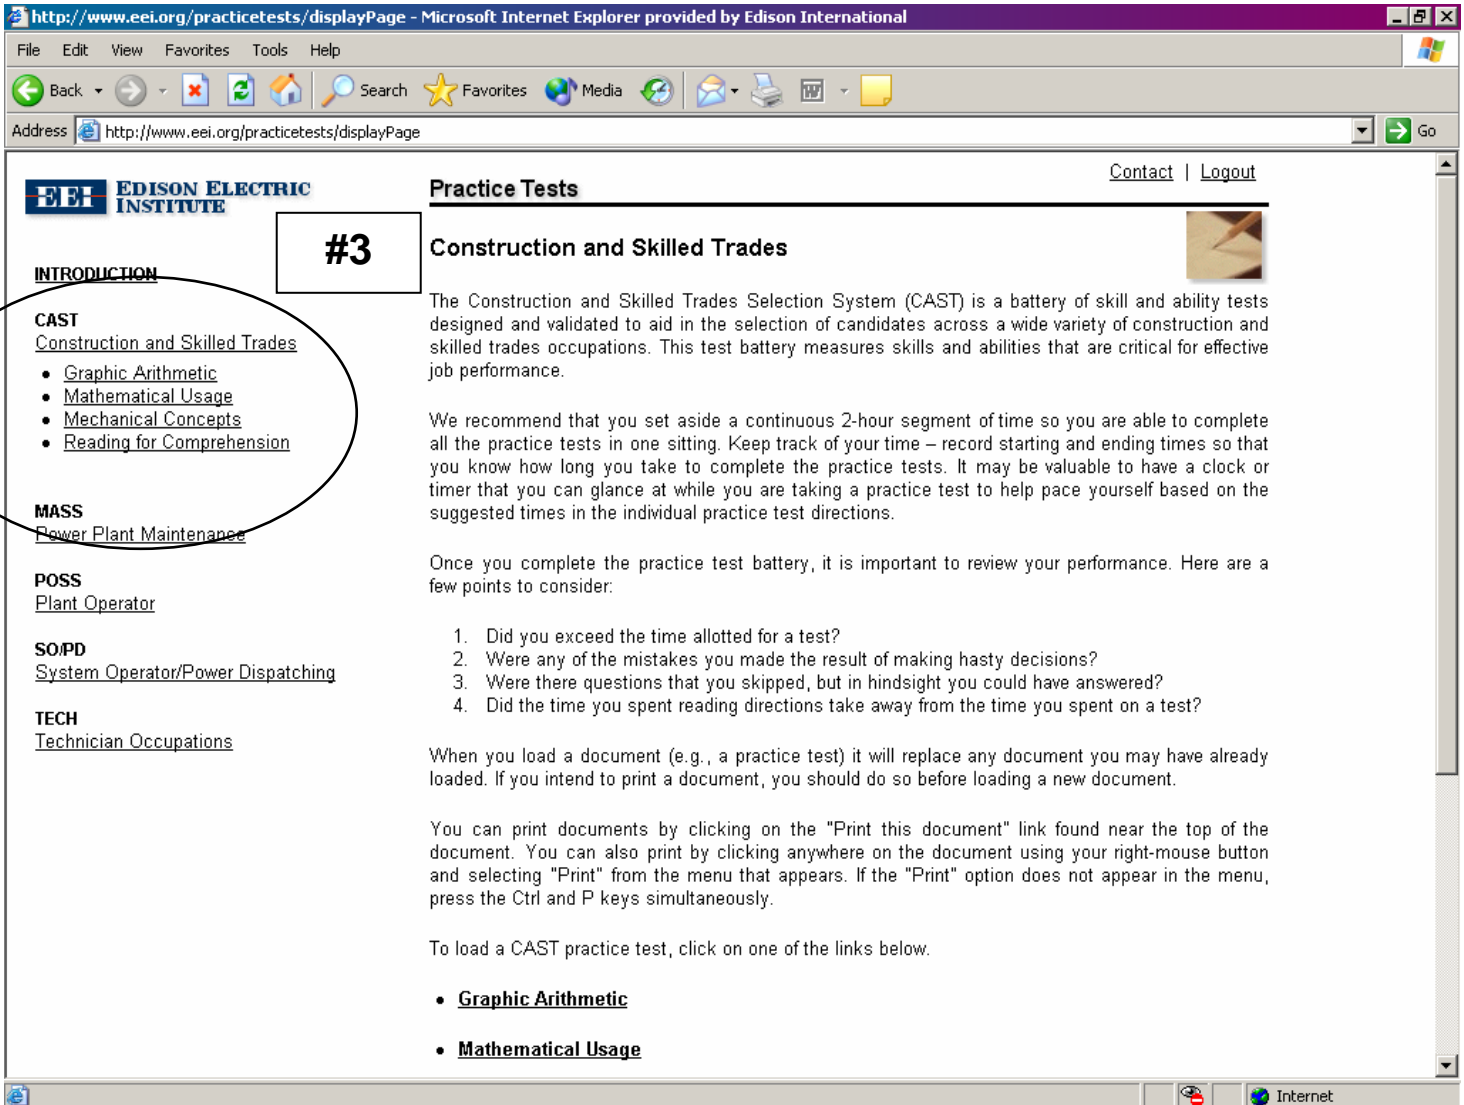 http://www.eei.org/practicetests/displayPage - Microsoft Internet Explorer provided by Edison International
File Edit View Favorites Tools Help
Back Search Favorites Media
Address http://www.eei.org/practicetests/displayPage Go
Contact | Logout
EEI EDISON ELECTRIC
INSTITUTE
Practice Tests
#3
INTRODUCTION
CAST
Construction and Skilled Trades
• Graphic Arithmetic
• Mathematical Usage
• Mechanical Concepts
• Reading for Comprehension
MASS
Power Plant Maintenance
POSS
Plant Operator
SO/PD
System Operator/Power Dispatching
TECH
Technician Occupations
Construction and Skilled Trades
The Construction and Skilled Trades Selection System (CAST) is a battery of skill and ability tests
designed and validated to aid in the selection of candidates across a wide variety of construction and
skilled trades occupations. This test battery measures skills and abilities that are critical for effective
job performance.
We recommend that you set aside a continuous 2-hour segment of time so you are able to complete
all the practice tests in one sitting. Keep track of your time – record starting and ending times so that
you know how long you take to complete the practice tests. It may be valuable to have a clock or
timer that you can glance at while you are taking a practice test to help pace yourself based on the
suggested times in the individual practice test directions.
Once you complete the practice test battery, it is important to review your performance. Here are a
few points to consider:
1. Did you exceed the time allotted for a test?
2. Were any of the mistakes you made the result of making hasty decisions?
3. Were there questions that you skipped, but in hindsight you could have answered?
4. Did the time you spent reading directions take away from the time you spent on a test?
When you load a document (e.g., a practice test) it will replace any document you may have already
loaded. If you intend to print a document, you should do so before loading a new document.
You can print documents by clicking on the "Print this document" link found near the top of the
document. You can also print by clicking anywhere on the document using your right-mouse button
and selecting "Print" from the menu that appears. If the "Print" option does not appear in the menu,
press the Ctrl and P keys simultaneously.
To load a CAST practice test, click on one of the links below.
• Graphic Arithmetic
• Mathematical Usage
Internet